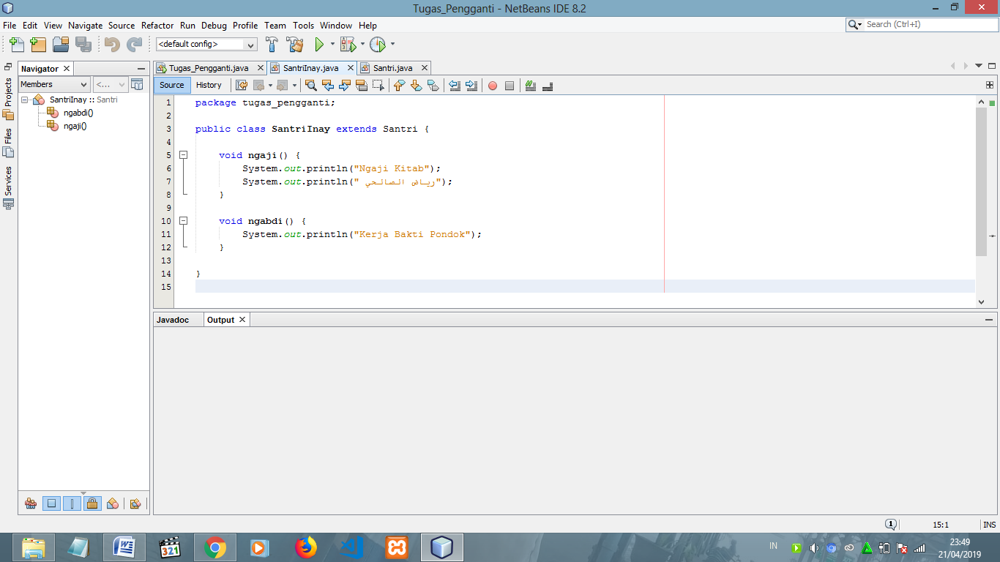 Tugas_Pengganti - NetBeans IDE 8.2
File Edit View Navigate Source Refactor Run Debug Profile Team Tools Window Help
Search (Ctrl+I)
<default config>
Projects
Files
Services
Navigator
Members
<...
SantriInay :: Santri
ngabdi()
ngaji()
Tugas_Pengganti.java SantriInay.java Santri.java
Source History
1 package tugas_pengganti;
2
3 public class SantriInay extends Santri {
4
5 void ngaji() {
6 System.out.println("Ngaji Kitab");
7 System.out.println(" رياض الصالحي");
8 }
9
10 void ngabdi() {
11 System.out.println("Kerja Bakti Pondok");
12 }
13
14 }
15
Javadoc Output
1
15:1 INS
321
IN
23:49
21/04/2019